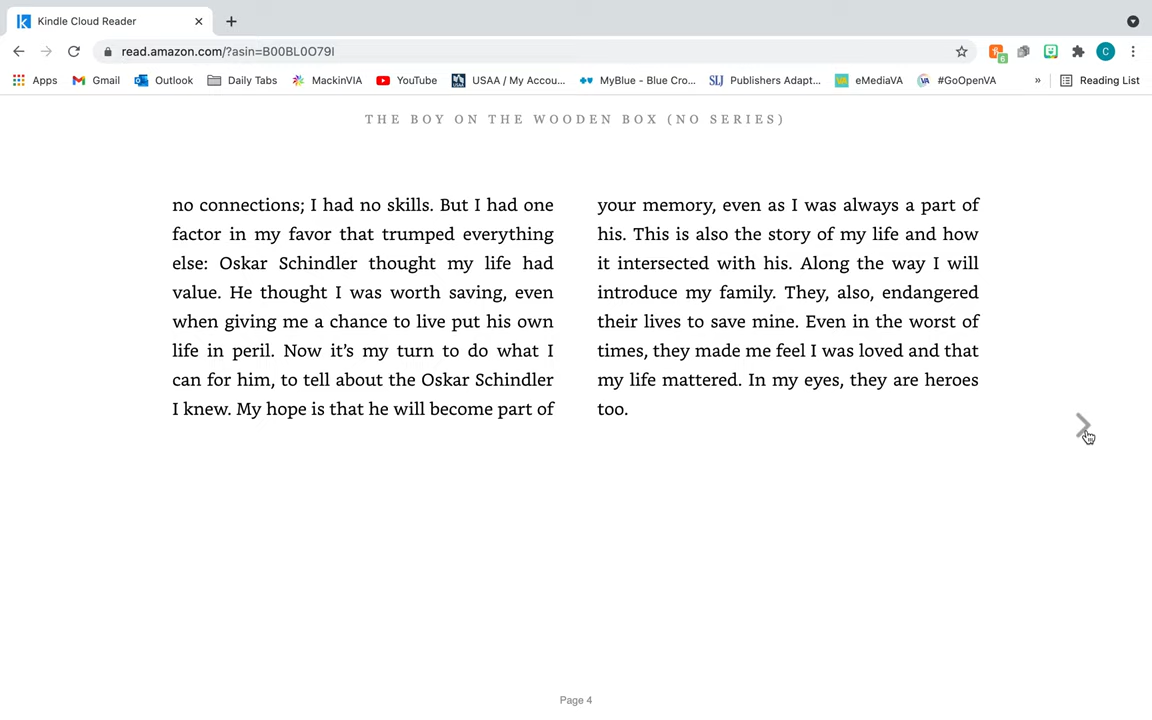 Kindle Cloud Reader
read.amazon.com/?asin=B00BL0O79I
6
C
Apps
Gmail
Outlook
Daily Tabs
MackinVIA
YouTube
USAA / My Accou...
MyBlue - Blue Cro...
SLJ
Publishers Adapt...
eMediaVA
VA
#GoOpenVA
»
Reading List
THE BOY ON THE WOODEN BOX (NO SERIES)
no connections; I had no skills. But I had one
factor in my favor that trumped everything
else: Oskar Schindler thought my life had
value. He thought I was worth saving, even
when giving me a chance to live put his own
life in peril. Now it’s my turn to do what I
can for him, to tell about the Oskar Schindler
I knew. My hope is that he will become part of
your memory, even as I was always a part of
his. This is also the story of my life and how
it intersected with his. Along the way I will
introduce my family. They, also, endangered
their lives to save mine. Even in the worst of
times, they made me feel I was loved and that
my life mattered. In my eyes, they are heroes
too.
Page 4